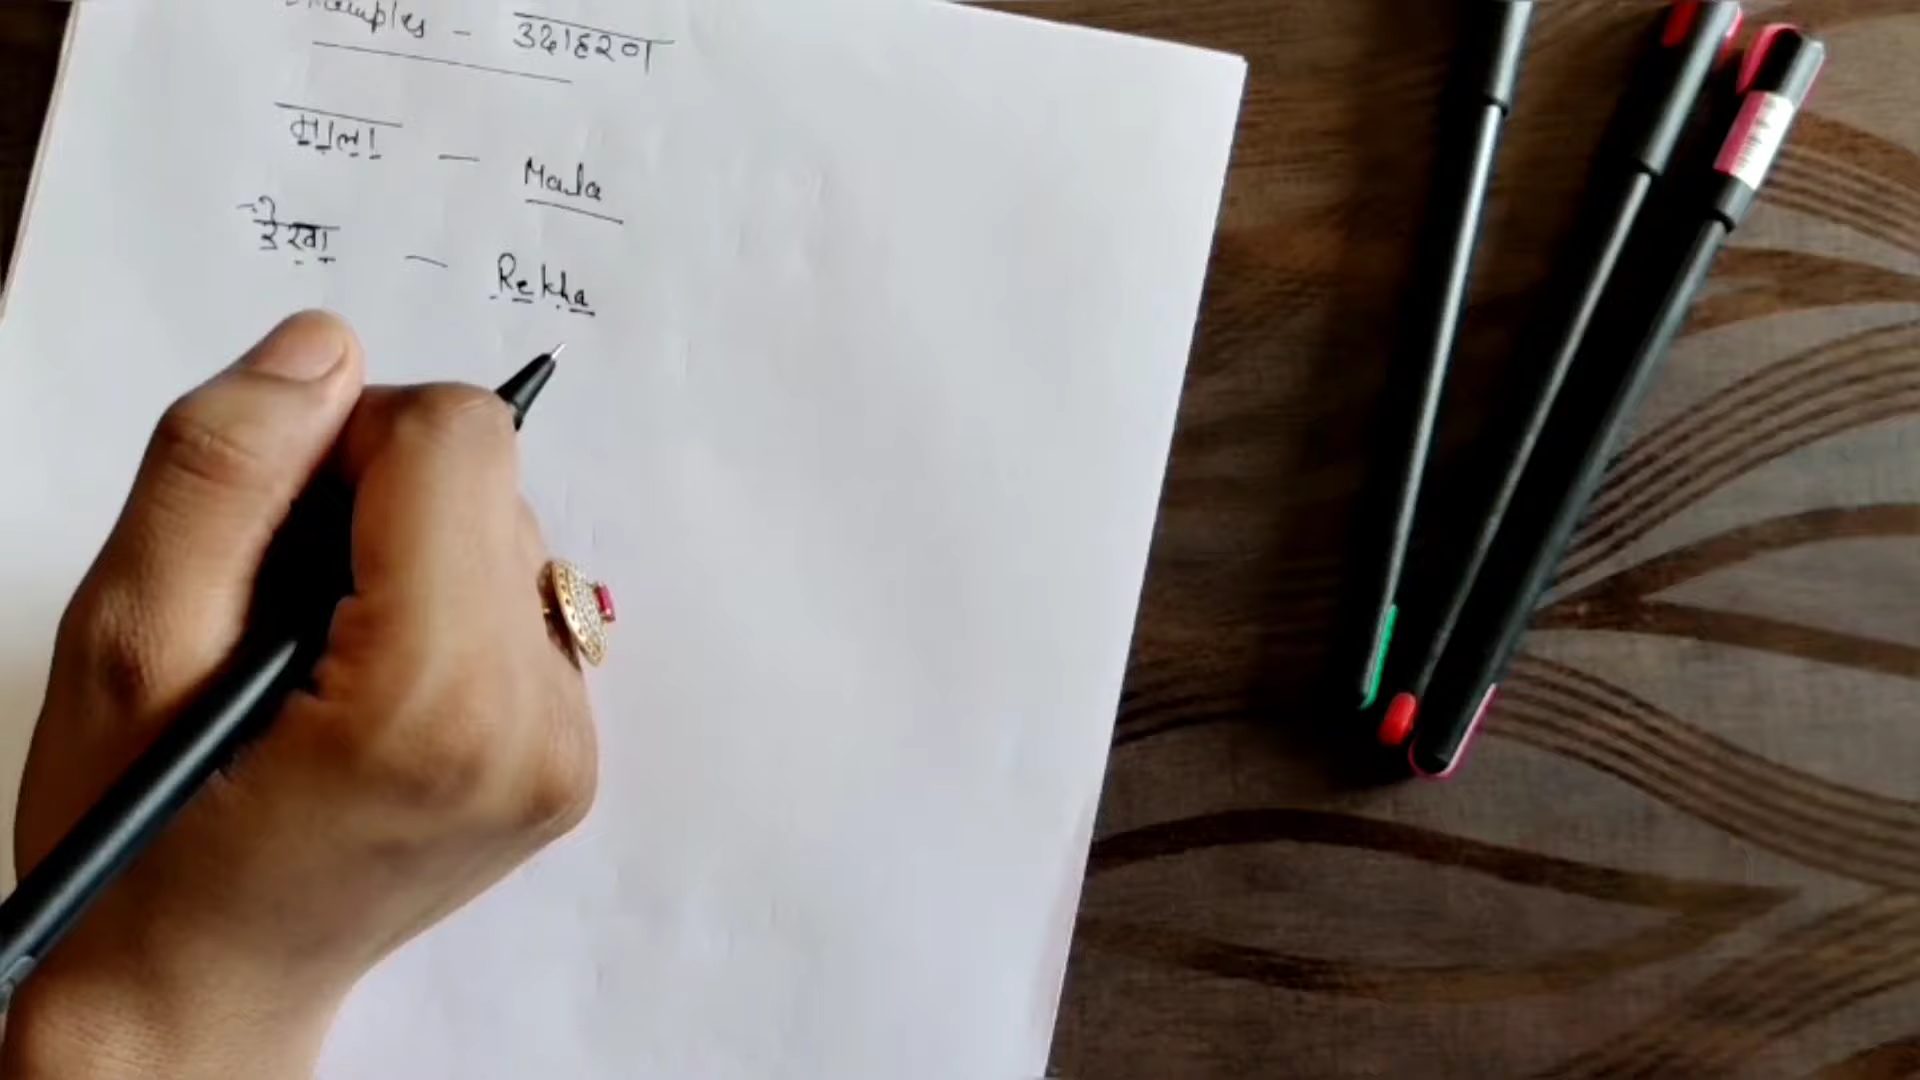 Examples - उदाहरण
माला - Mala
रेखा - Rekha